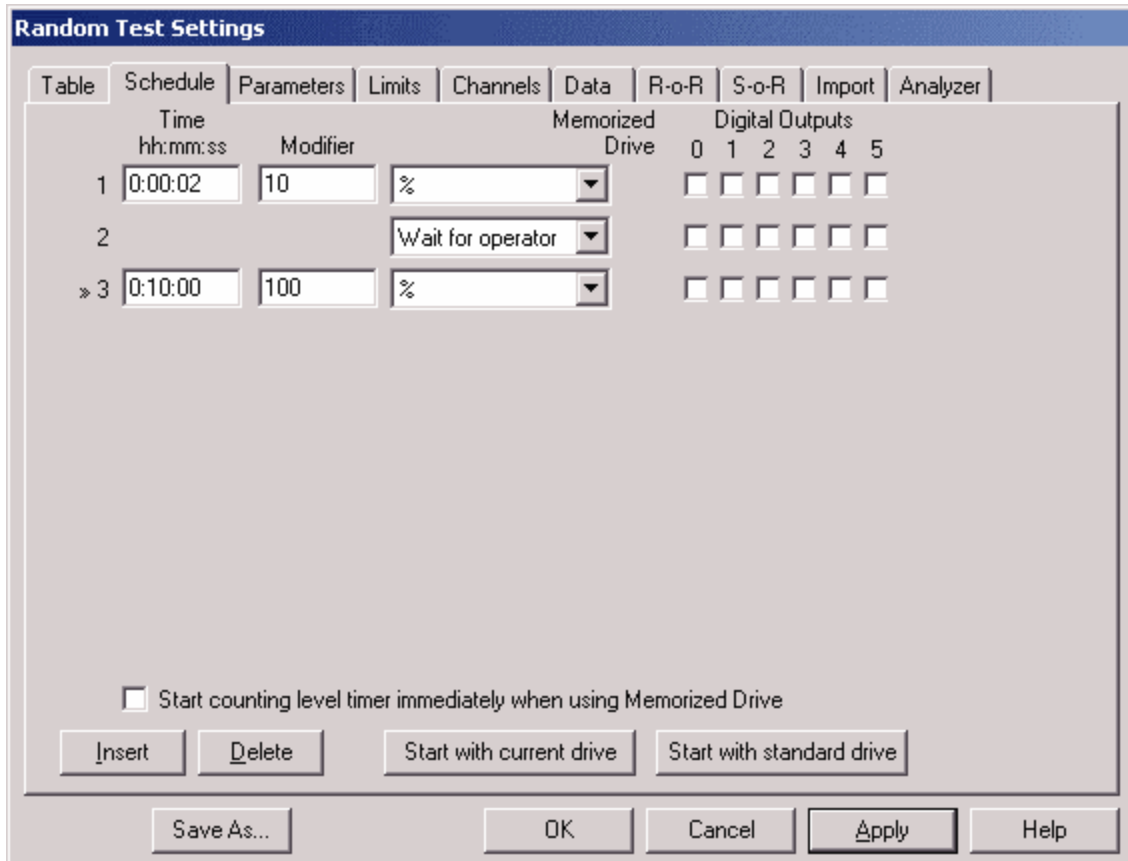 Random Test Settings
Table Schedule Parameters Limits Channels Data R-o-R S-o-R Import Analyzer
Time Memorized Digital Outputs
hh:mm:ss Modifier Drive 0 1 2 3 4 5
1 0:00:02 10 %
2 Wait for operator
» 3 0:10:00 100 %
Start counting level timer immediately when using Memorized Drive
Insert Delete Start with current drive Start with standard drive
Save As... OK Cancel Apply Help